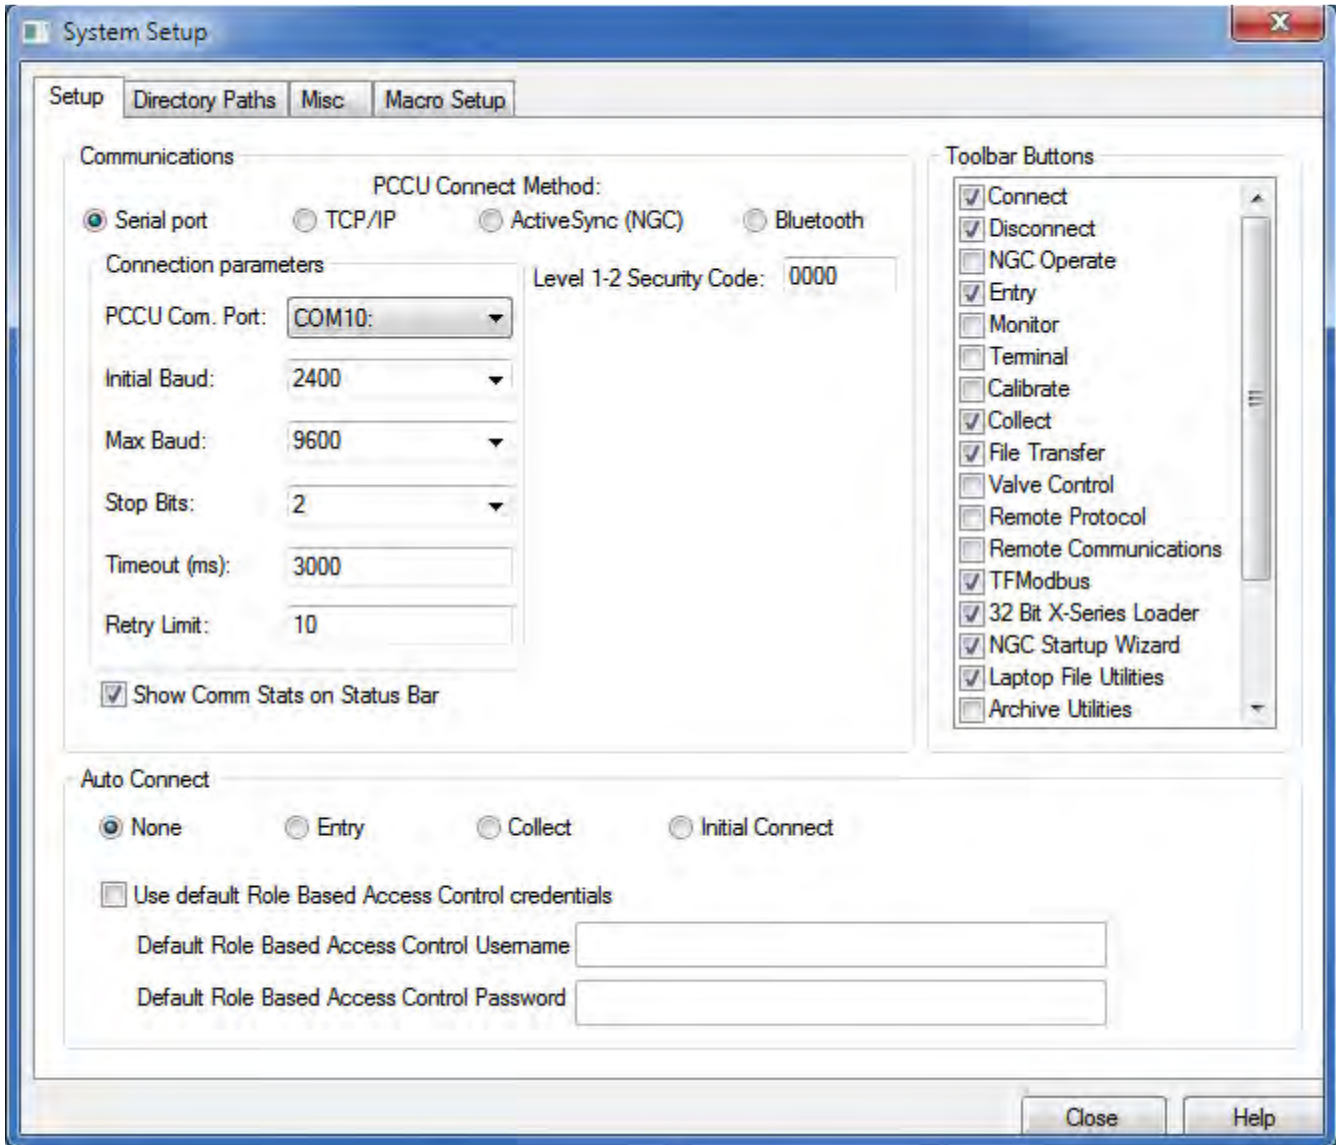 System Setup
Setup
Directory Paths
Misc
Macro Setup
Communications
PCCU Connect Method:
Serial port
TCP/IP
ActiveSync (NGC)
Bluetooth
Connection parameters
PCCU Com. Port:
COM10:
Initial Baud:
2400
Max Baud:
9600
Stop Bits:
2
Timeout (ms):
3000
Retry Limit:
10
Level 1-2 Security Code:
0000
Show Comm Stats on Status Bar
Toolbar Buttons
Connect
Disconnect
NGC Operate
Entry
Monitor
Terminal
Calibrate
Collect
File Transfer
Valve Control
Remote Protocol
Remote Communications
TFModbus
32 Bit X-Series Loader
NGC Startup Wizard
Laptop File Utilities
Archive Utilities
Auto Connect
None
Entry
Collect
Initial Connect
Use default Role Based Access Control credentials
Default Role Based Access Control Username
Default Role Based Access Control Password
Close
Help